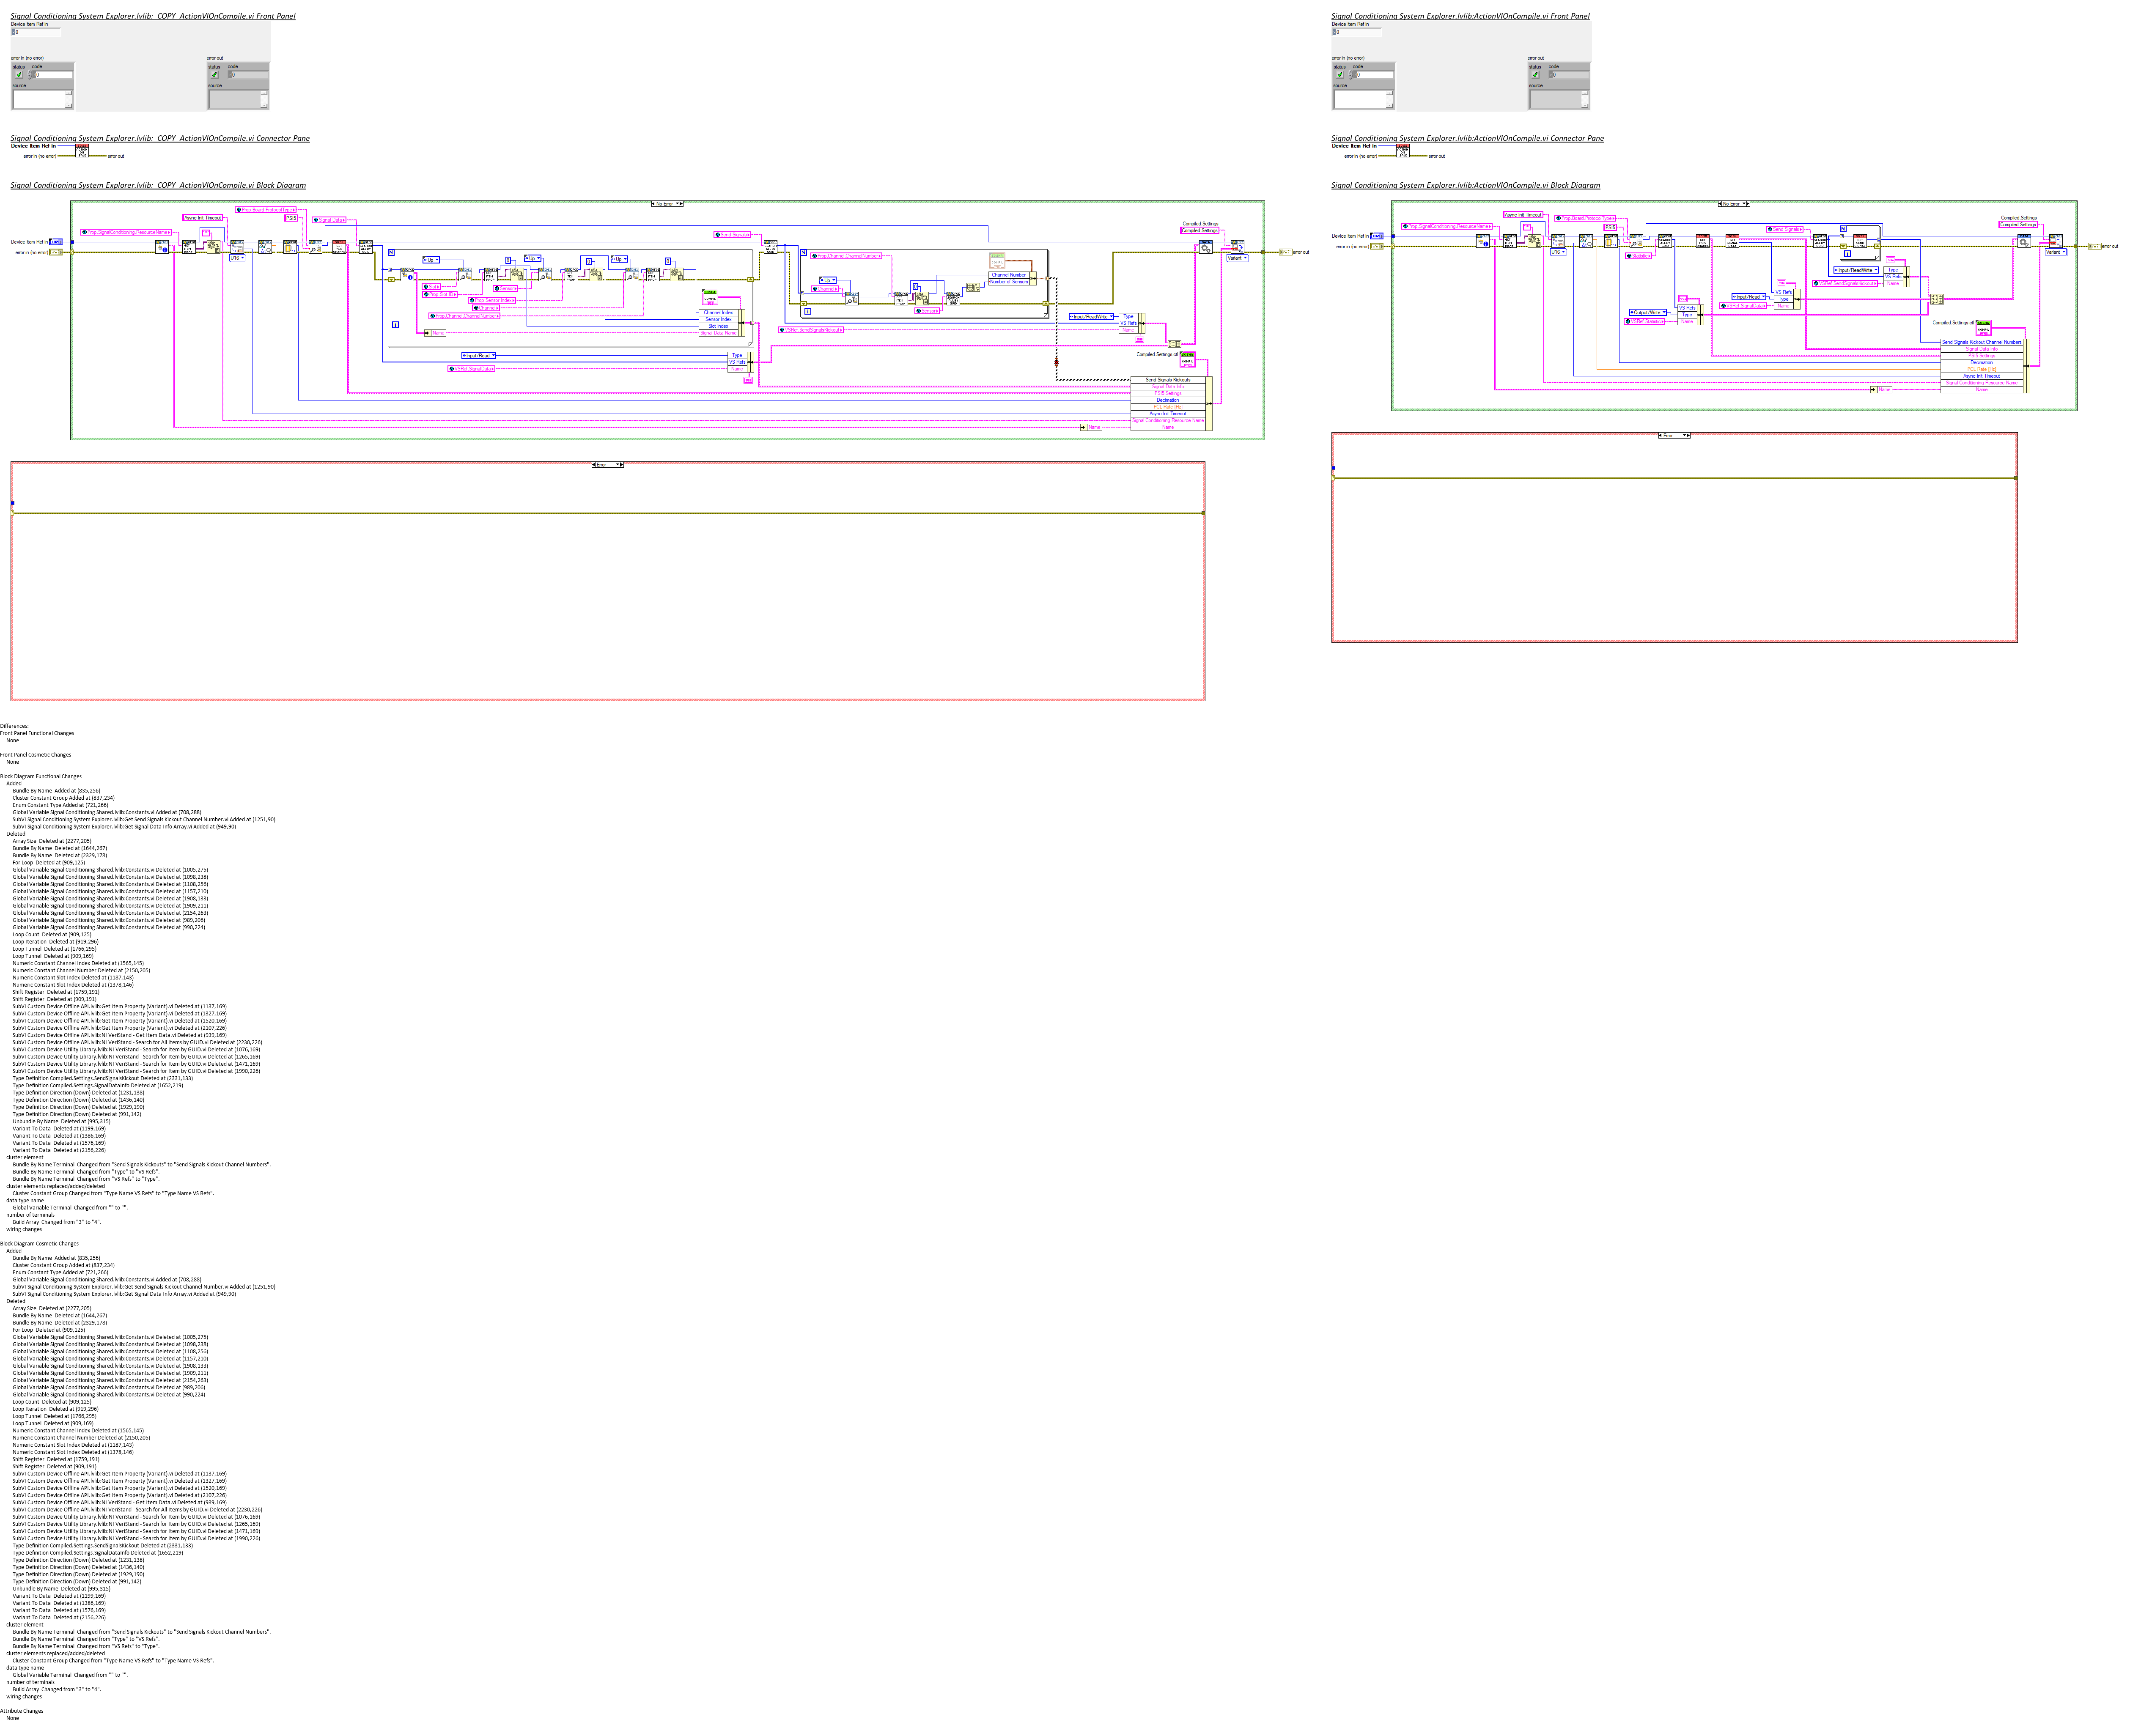 Signal Conditioning System Explorer.lvlib:_COPY_ActionVIOnCompile.vi Front Panel
Device Item Ref in
0
error in (no error)
status code
0
source
error out
status code
0
source
Signal Conditioning System Explorer.lvlib:_COPY_ActionVIOnCompile.vi Connector Pane
Device Item Ref in
error in (no error)
error out
Signal Conditioning System Explorer.lvlib:_COPY_ActionVIOnCompile.vi Block Diagram
No Error
Prop.Board.ProtocolType
Async Init Timeout
PSI5
Signal Data
Prop.SignalConditioning.ResourceName
Send Signals
Compiled Settings
Compiled Settings
Device Item Ref in
error in (no error)
error out
U16
Variant
Up
Up
Up
Slot
Prop.Slot.ID
Sensor
Prop.Sensor.Index
Channel
Prop.Channel.ChannelNumber
Name
Channel Index
Sensor Index
Slot Index
Signal Data Name
Prop.Channel.ChannelNumber
Up
Channel
Sensor
Channel Number
Number of Sensors
Input/ReadWrite
Type
VS Refs
Name
VSRef.SendSignalsKickout
Input/Read
Type
VS Refs
Name
VSRef.SignalData
Compiled Settings.ctl
Send Signals Kickouts
Signal Data Info
PSI5 Settings
Decimation
PCL Rate (Hz)
Async Init Timeout
Signal Conditioning Resource Name
Name
Name
Error
Signal Conditioning System Explorer.lvlib:ActionVIOnCompile.vi Front Panel
Device Item Ref in
0
error in (no error)
status code
0
source
error out
status code
0
source
Signal Conditioning System Explorer.lvlib:ActionVIOnCompile.vi Connector Pane
Device Item Ref in
error in (no error)
error out
Signal Conditioning System Explorer.lvlib:ActionVIOnCompile.vi Block Diagram
No Error
Async Init Timeout
Prop.Board.ProtocolType
PSI5
Prop.SignalConditioning.ResourceName
Send Signals
Compiled Settings
Compiled Settings
Device Item Ref in
error in (no error)
error out
U16
Statistic
Variant
Input/ReadWrite
Type
VS Refs
Name
VSRef.SendSignalsKickout
Input/Read
VS Refs
Type
Name
VSRef.SignalData
Output/Write
VS Refs
Type
Name
VSRef.Statistic
Compiled Settings.ctl
Send Signals Kickout Channel Numbers
Signal Data Info
PSI5 Settings
Decimation
PCL Rate (Hz)
Async Init Timeout
Signal Conditioning Resource Name
Name
Name
Error
Differences:
Front Panel Functional Changes
None
Front Panel Cosmetic Changes
None
Block Diagram Functional Changes
Added
Bundle By Name  Added at (835,256)
Cluster Constant Group Added at (837,234)
Enum Constant Type Added at (721,266)
Global Variable Signal Conditioning Shared.lvlib:Constants.vi Added at (708,288)
SubVI Signal Conditioning System Explorer.lvlib:Get Send Signals Kickout Channel Number.vi Added at (1251,90)
SubVI Signal Conditioning System Explorer.lvlib:Get Signal Data Info Array.vi Added at (949,90)
Deleted
Array Size  Deleted at (2277,205)
Bundle By Name  Deleted at (1644,267)
Bundle By Name  Deleted at (2329,178)
For Loop  Deleted at (909,125)
Global Variable Signal Conditioning Shared.lvlib:Constants.vi Deleted at (1005,275)
Global Variable Signal Conditioning Shared.lvlib:Constants.vi Deleted at (1098,238)
Global Variable Signal Conditioning Shared.lvlib:Constants.vi Deleted at (1108,256)
Global Variable Signal Conditioning Shared.lvlib:Constants.vi Deleted at (1157,210)
Global Variable Signal Conditioning Shared.lvlib:Constants.vi Deleted at (1908,133)
Global Variable Signal Conditioning Shared.lvlib:Constants.vi Deleted at (1909,211)
Global Variable Signal Conditioning Shared.lvlib:Constants.vi Deleted at (2154,263)
Global Variable Signal Conditioning Shared.lvlib:Constants.vi Deleted at (989,206)
Global Variable Signal Conditioning Shared.lvlib:Constants.vi Deleted at (990,224)
Loop Count  Deleted at (909,125)
Loop Iteration  Deleted at (919,296)
Loop Tunnel  Deleted at (1766,295)
Loop Tunnel  Deleted at (909,169)
Numeric Constant Channel Index Deleted at (1565,145)
Numeric Constant Channel Number Deleted at (2150,205)
Numeric Constant Slot Index Deleted at (1187,143)
Numeric Constant Slot Index Deleted at (1378,146)
Shift Register  Deleted at (1759,191)
Shift Register  Deleted at (909,191)
SubVI Custom Device Offline API.lvlib:Get Item Property (Variant).vi Deleted at (1137,169)
SubVI Custom Device Offline API.lvlib:Get Item Property (Variant).vi Deleted at (1327,169)
SubVI Custom Device Offline API.lvlib:Get Item Property (Variant).vi Deleted at (1520,169)
SubVI Custom Device Offline API.lvlib:Get Item Property (Variant).vi Deleted at (2107,226)
SubVI Custom Device Offline API.lvlib:NI VeriStand - Get Item Data.vi Deleted at (939,169)
SubVI Custom Device Offline API.lvlib:NI VeriStand - Search for All Items by GUID.vi Deleted at (2230,226)
SubVI Custom Device Utility Library.lvlib:NI VeriStand - Search for Item by GUID.vi Deleted at (1076,169)
SubVI Custom Device Utility Library.lvlib:NI VeriStand - Search for Item by GUID.vi Deleted at (1265,169)
SubVI Custom Device Utility Library.lvlib:NI VeriStand - Search for Item by GUID.vi Deleted at (1471,169)
SubVI Custom Device Utility Library.lvlib:NI VeriStand - Search for Item by GUID.vi Deleted at (1990,226)
Type Definition Compiled.Settings.SendSignalsKickout Deleted at (2331,133)
Type Definition Compiled.Settings.SignalDataInfo Deleted at (1652,219)
Type Definition Direction (Down) Deleted at (1231,138)
Type Definition Direction (Down) Deleted at (1436,140)
Type Definition Direction (Down) Deleted at (1929,190)
Type Definition Direction (Down) Deleted at (991,142)
Unbundle By Name  Deleted at (995,315)
Variant To Data  Deleted at (1199,169)
Variant To Data  Deleted at (1386,169)
Variant To Data  Deleted at (1576,169)
Variant To Data  Deleted at (2156,226)
cluster element
Bundle By Name Terminal  Changed from "Send Signals Kickouts" to "Send Signals Kickout Channel Numbers".
Bundle By Name Terminal  Changed from "Type" to "VS Refs".
Bundle By Name Terminal  Changed from "VS Refs" to "Type".
cluster elements replaced/added/deleted
Cluster Constant Group Changed from "Type Name VS Refs" to "Type Name VS Refs".
data type name
Global Variable Terminal  Changed from "" to "".
number of terminals
Build Array  Changed from "3" to "4".
wiring changes
Block Diagram Cosmetic Changes
Added
Bundle By Name  Added at (835,256)
Cluster Constant Group Added at (837,234)
Enum Constant Type Added at (721,266)
Global Variable Signal Conditioning Shared.lvlib:Constants.vi Added at (708,288)
SubVI Signal Conditioning System Explorer.lvlib:Get Send Signals Kickout Channel Number.vi Added at (1251,90)
SubVI Signal Conditioning System Explorer.lvlib:Get Signal Data Info Array.vi Added at (949,90)
Deleted
Array Size  Deleted at (2277,205)
Bundle By Name  Deleted at (1644,267)
Bundle By Name  Deleted at (2329,178)
For Loop  Deleted at (909,125)
Global Variable Signal Conditioning Shared.lvlib:Constants.vi Deleted at (1005,275)
Global Variable Signal Conditioning Shared.lvlib:Constants.vi Deleted at (1098,238)
Global Variable Signal Conditioning Shared.lvlib:Constants.vi Deleted at (1108,256)
Global Variable Signal Conditioning Shared.lvlib:Constants.vi Deleted at (1157,210)
Global Variable Signal Conditioning Shared.lvlib:Constants.vi Deleted at (1908,133)
Global Variable Signal Conditioning Shared.lvlib:Constants.vi Deleted at (1909,211)
Global Variable Signal Conditioning Shared.lvlib:Constants.vi Deleted at (2154,263)
Global Variable Signal Conditioning Shared.lvlib:Constants.vi Deleted at (989,206)
Global Variable Signal Conditioning Shared.lvlib:Constants.vi Deleted at (990,224)
Loop Count  Deleted at (909,125)
Loop Iteration  Deleted at (919,296)
Loop Tunnel  Deleted at (1766,295)
Loop Tunnel  Deleted at (909,169)
Numeric Constant Channel Index Deleted at (1565,145)
Numeric Constant Channel Number Deleted at (2150,205)
Numeric Constant Slot Index Deleted at (1187,143)
Numeric Constant Slot Index Deleted at (1378,146)
Shift Register  Deleted at (1759,191)
Shift Register  Deleted at (909,191)
SubVI Custom Device Offline API.lvlib:Get Item Property (Variant).vi Deleted at (1137,169)
SubVI Custom Device Offline API.lvlib:Get Item Property (Variant).vi Deleted at (1327,169)
SubVI Custom Device Offline API.lvlib:Get Item Property (Variant).vi Deleted at (1520,169)
SubVI Custom Device Offline API.lvlib:Get Item Property (Variant).vi Deleted at (2107,226)
SubVI Custom Device Offline API.lvlib:NI VeriStand - Get Item Data.vi Deleted at (939,169)
SubVI Custom Device Offline API.lvlib:NI VeriStand - Search for All Items by GUID.vi Deleted at (2230,226)
SubVI Custom Device Utility Library.lvlib:NI VeriStand - Search for Item by GUID.vi Deleted at (1076,169)
SubVI Custom Device Utility Library.lvlib:NI VeriStand - Search for Item by GUID.vi Deleted at (1265,169)
SubVI Custom Device Utility Library.lvlib:NI VeriStand - Search for Item by GUID.vi Deleted at (1471,169)
SubVI Custom Device Utility Library.lvlib:NI VeriStand - Search for Item by GUID.vi Deleted at (1990,226)
Type Definition Compiled.Settings.SendSignalsKickout Deleted at (2331,133)
Type Definition Compiled.Settings.SignalDataInfo Deleted at (1652,219)
Type Definition Direction (Down) Deleted at (1231,138)
Type Definition Direction (Down) Deleted at (1436,140)
Type Definition Direction (Down) Deleted at (1929,190)
Type Definition Direction (Down) Deleted at (991,142)
Unbundle By Name  Deleted at (995,315)
Variant To Data  Deleted at (1199,169)
Variant To Data  Deleted at (1386,169)
Variant To Data  Deleted at (1576,169)
Variant To Data  Deleted at (2156,226)
cluster element
Bundle By Name Terminal  Changed from "Send Signals Kickouts" to "Send Signals Kickout Channel Numbers".
Bundle By Name Terminal  Changed from "Type" to "VS Refs".
Bundle By Name Terminal  Changed from "VS Refs" to "Type".
cluster elements replaced/added/deleted
Cluster Constant Group Changed from "Type Name VS Refs" to "Type Name VS Refs".
data type name
Global Variable Terminal  Changed from "" to "".
number of terminals
Build Array  Changed from "3" to "4".
wiring changes
Attribute Changes
None